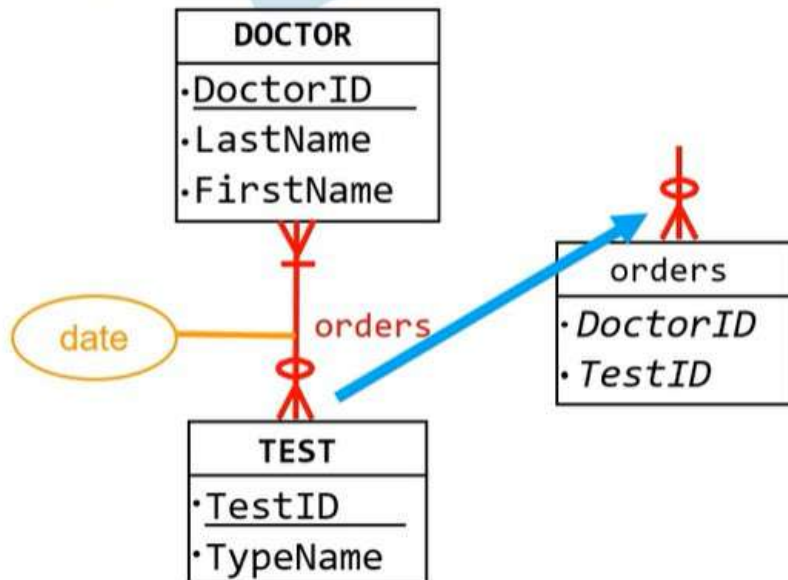 DOCTOR
·DoctorID
·LastName
·FirstName
date
orders
orders
·DoctorID
·TestID
TEST
·TestID
·TypeName